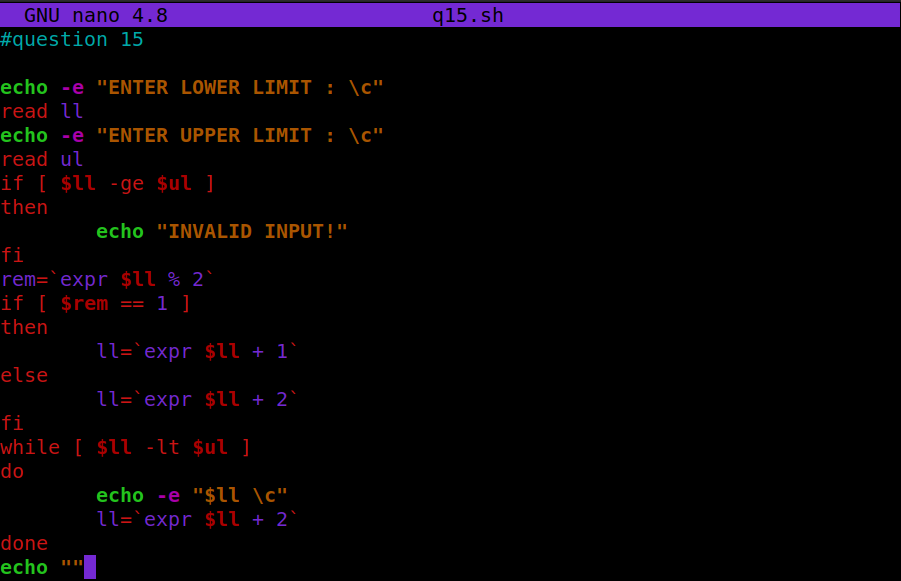 GNU nano 4.8 q15.sh
#question 15
echo -e "ENTER LOWER LIMIT : \c"
read ll
echo -e "ENTER UPPER LIMIT : \c"
read ul
if [ $ll -ge $ul ]
then
echo "INVALID INPUT!"
fi
rem=`expr $ll % 2`
if [ $rem == 1 ]
then
ll=`expr $ll + 1`
else
ll=`expr $ll + 2`
fi
while [ $ll -lt $ul ]
do
echo -e "$ll \c"
ll=`expr $ll + 2`
done
echo ""